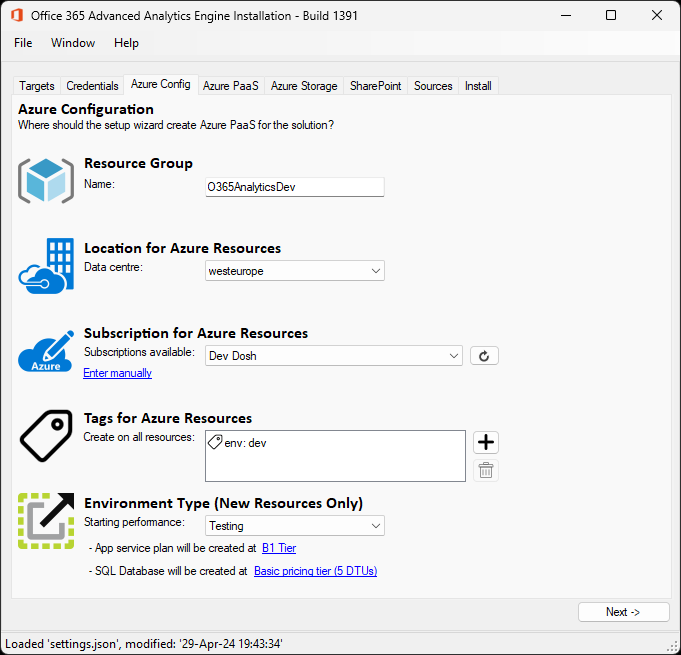 Office 365 Advanced Analytics Engine Installation - Build 1391
File Window Help
Targets Credentials Azure Config Azure PaaS Azure Storage SharePoint Sources Install
Azure Configuration
Where should the setup wizard create Azure PaaS for the solution?
Resource Group
Name: O365AnalyticsDev
Location for Azure Resources
Data centre: westeurope
Subscription for Azure Resources
Subscriptions available: Dev Dosh
Azure
Enter manually
Tags for Azure Resources
Create on all resources: env: dev
Environment Type (New Resources Only)
Starting performance: Testing
- App service plan will be created at B1 Tier
- SQL Database will be created at Basic pricing tier (5 DTUs)
Next ->
Loaded 'settings.json', modified: '29-Apr-24 19:43:34'